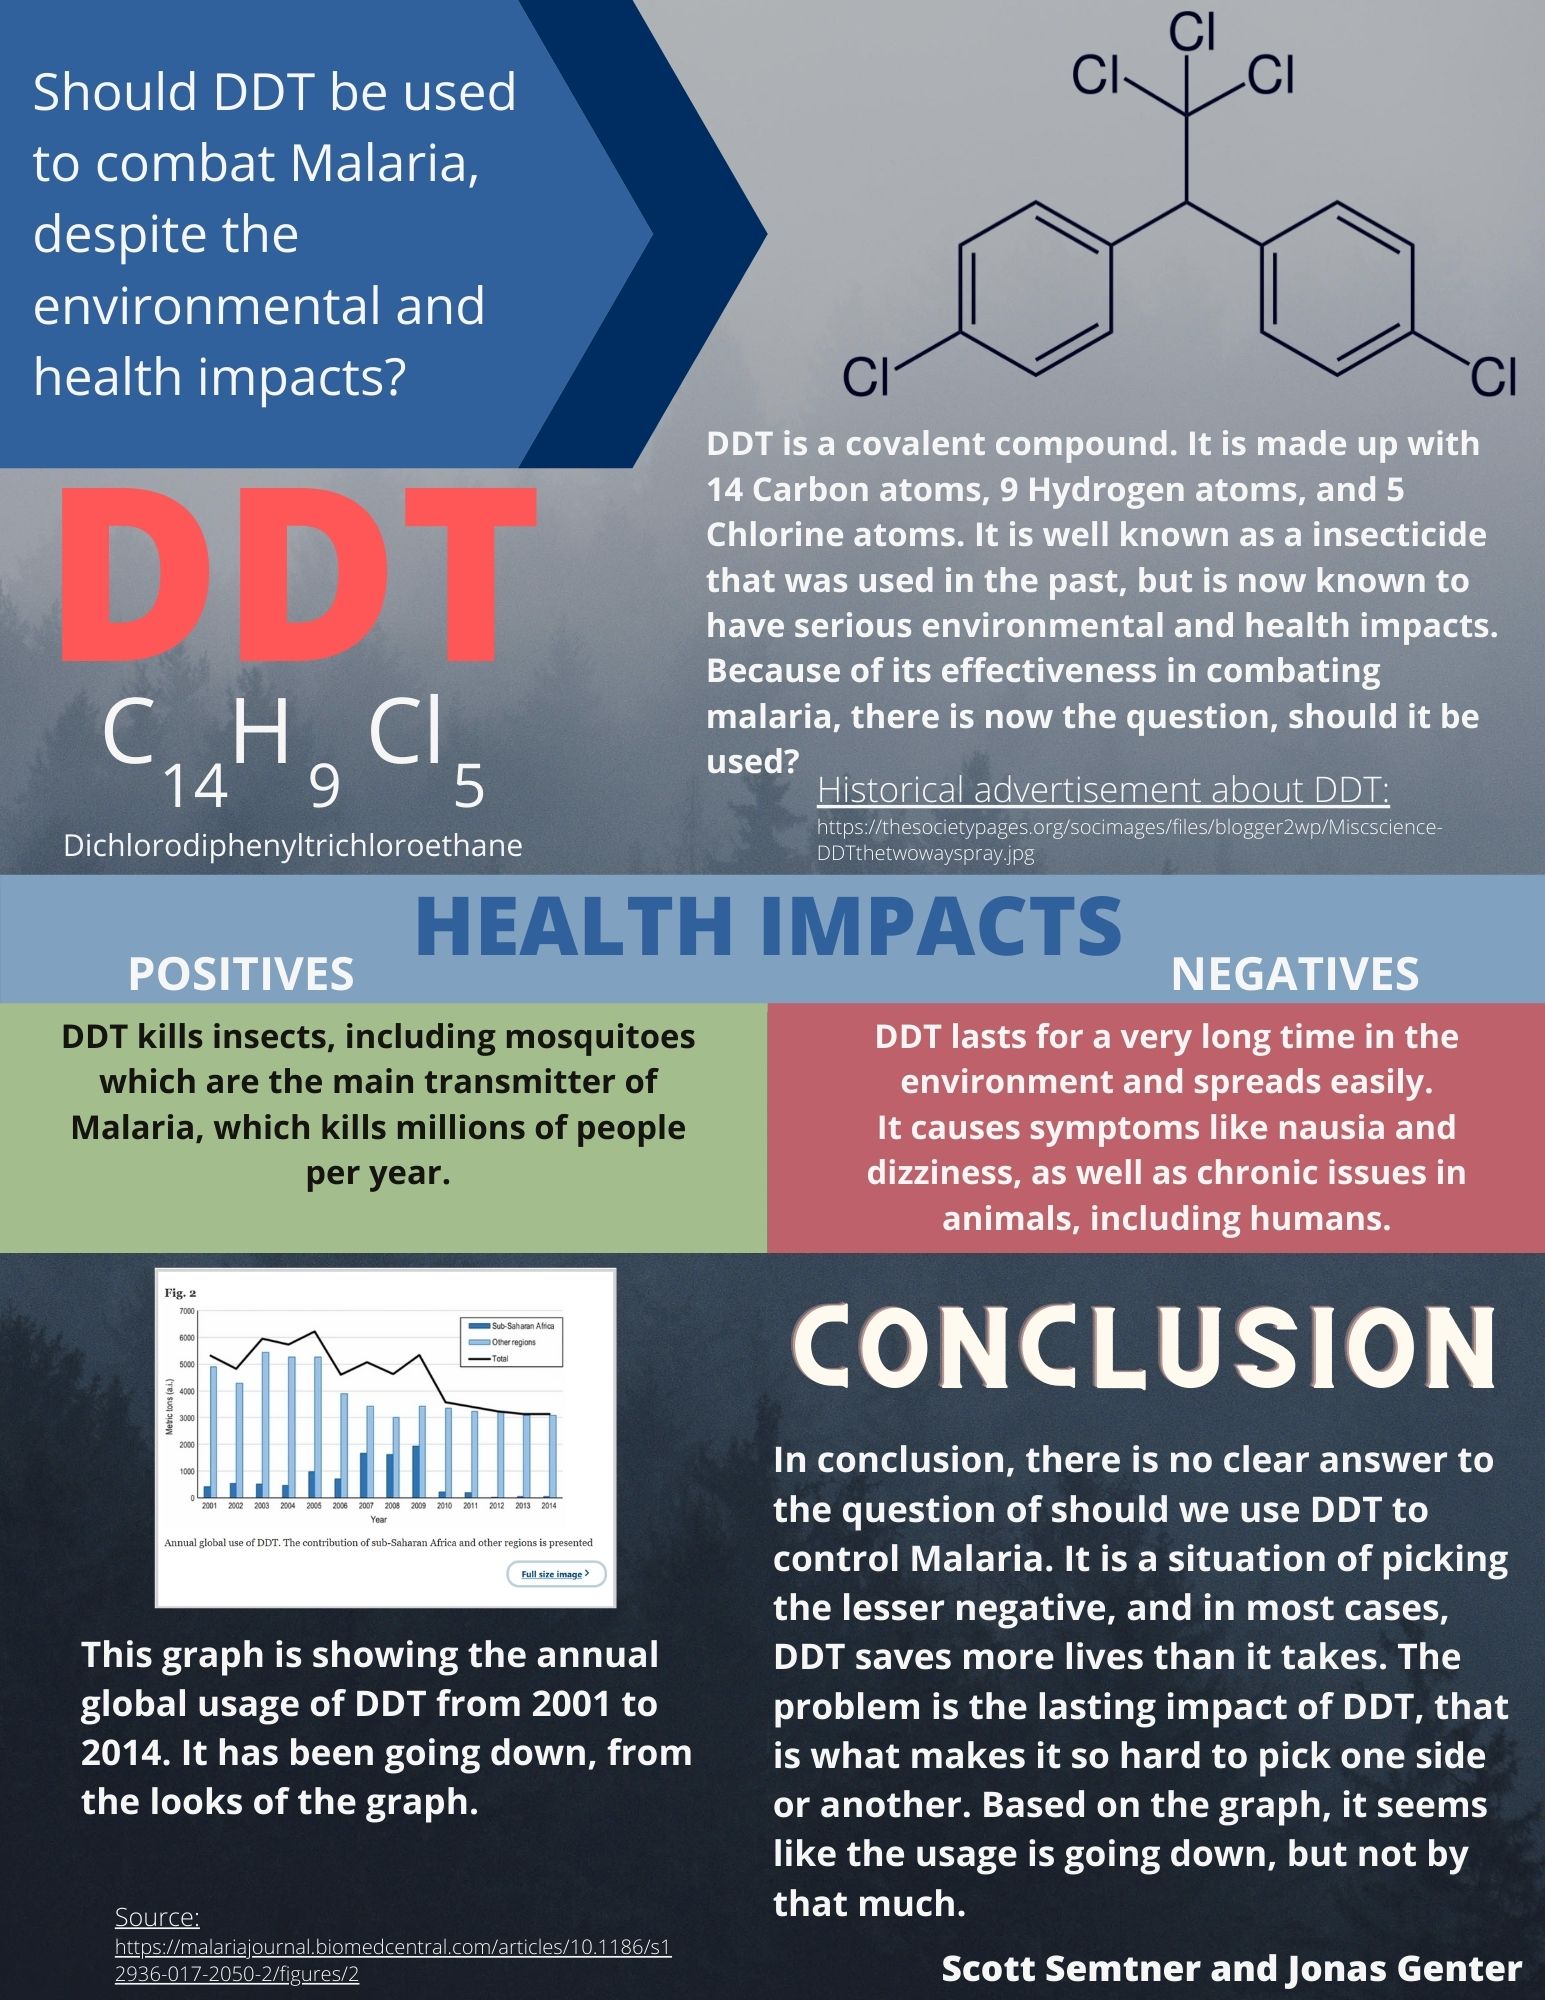 Should DDT be used
to combat Malaria,
despite the
environmental and
health impacts?
Cl
Cl Cl
Cl Cl
DDT is a covalent compound. It is made up with
14 Carbon atoms, 9 Hydrogen atoms, and 5
Chlorine atoms. It is well known as a insecticide
that was used in the past, but is now known to
have serious environmental and health impacts.
Because of its effectiveness in combating
malaria, there is now the question, should it be
used?
DDT
C14H9Cl5
Dichlorodiphenyltrichloroethane
Historical advertisement about DDT:
https://thesocietypages.org/socimages/files/blogger2wp/Miscscience-
DDTthetwowayspray.jpg
HEALTH IMPACTS
POSITIVES
DDT kills insects, including mosquitoes
which are the main transmitter of
Malaria, which kills millions of people
per year.
NEGATIVES
DDT lasts for a very long time in the
environment and spreads easily.
It causes symptoms like nausia and
dizziness, as well as chronic issues in
animals, including humans.
Fig. 2
7000
6000
5000
4000
3000
2000
1000
0
Metric tons (a.i.)
Sub-Saharan Africa
Other regions
Total
2001 2002 2003 2004 2005 2006 2007 2008 2009 2010 2011 2012 2013 2014
Year
Annual global use of DDT. The contribution of sub-Saharan Africa and other regions is presented
Full size image
This graph is showing the annual
global usage of DDT from 2001 to
2014. It has been going down, from
the looks of the graph.
Source:
https://malariajournal.biomedcentral.com/articles/10.1186/s1
2936-017-2050-2/figures/2
CONCLUSION
In conclusion, there is no clear answer to
the question of should we use DDT to
control Malaria. It is a situation of picking
the lesser negative, and in most cases,
DDT saves more lives than it takes. The
problem is the lasting impact of DDT, that
is what makes it so hard to pick one side
or another. Based on the graph, it seems
like the usage is going down, but not by
that much.
Scott Semtner and Jonas Genter